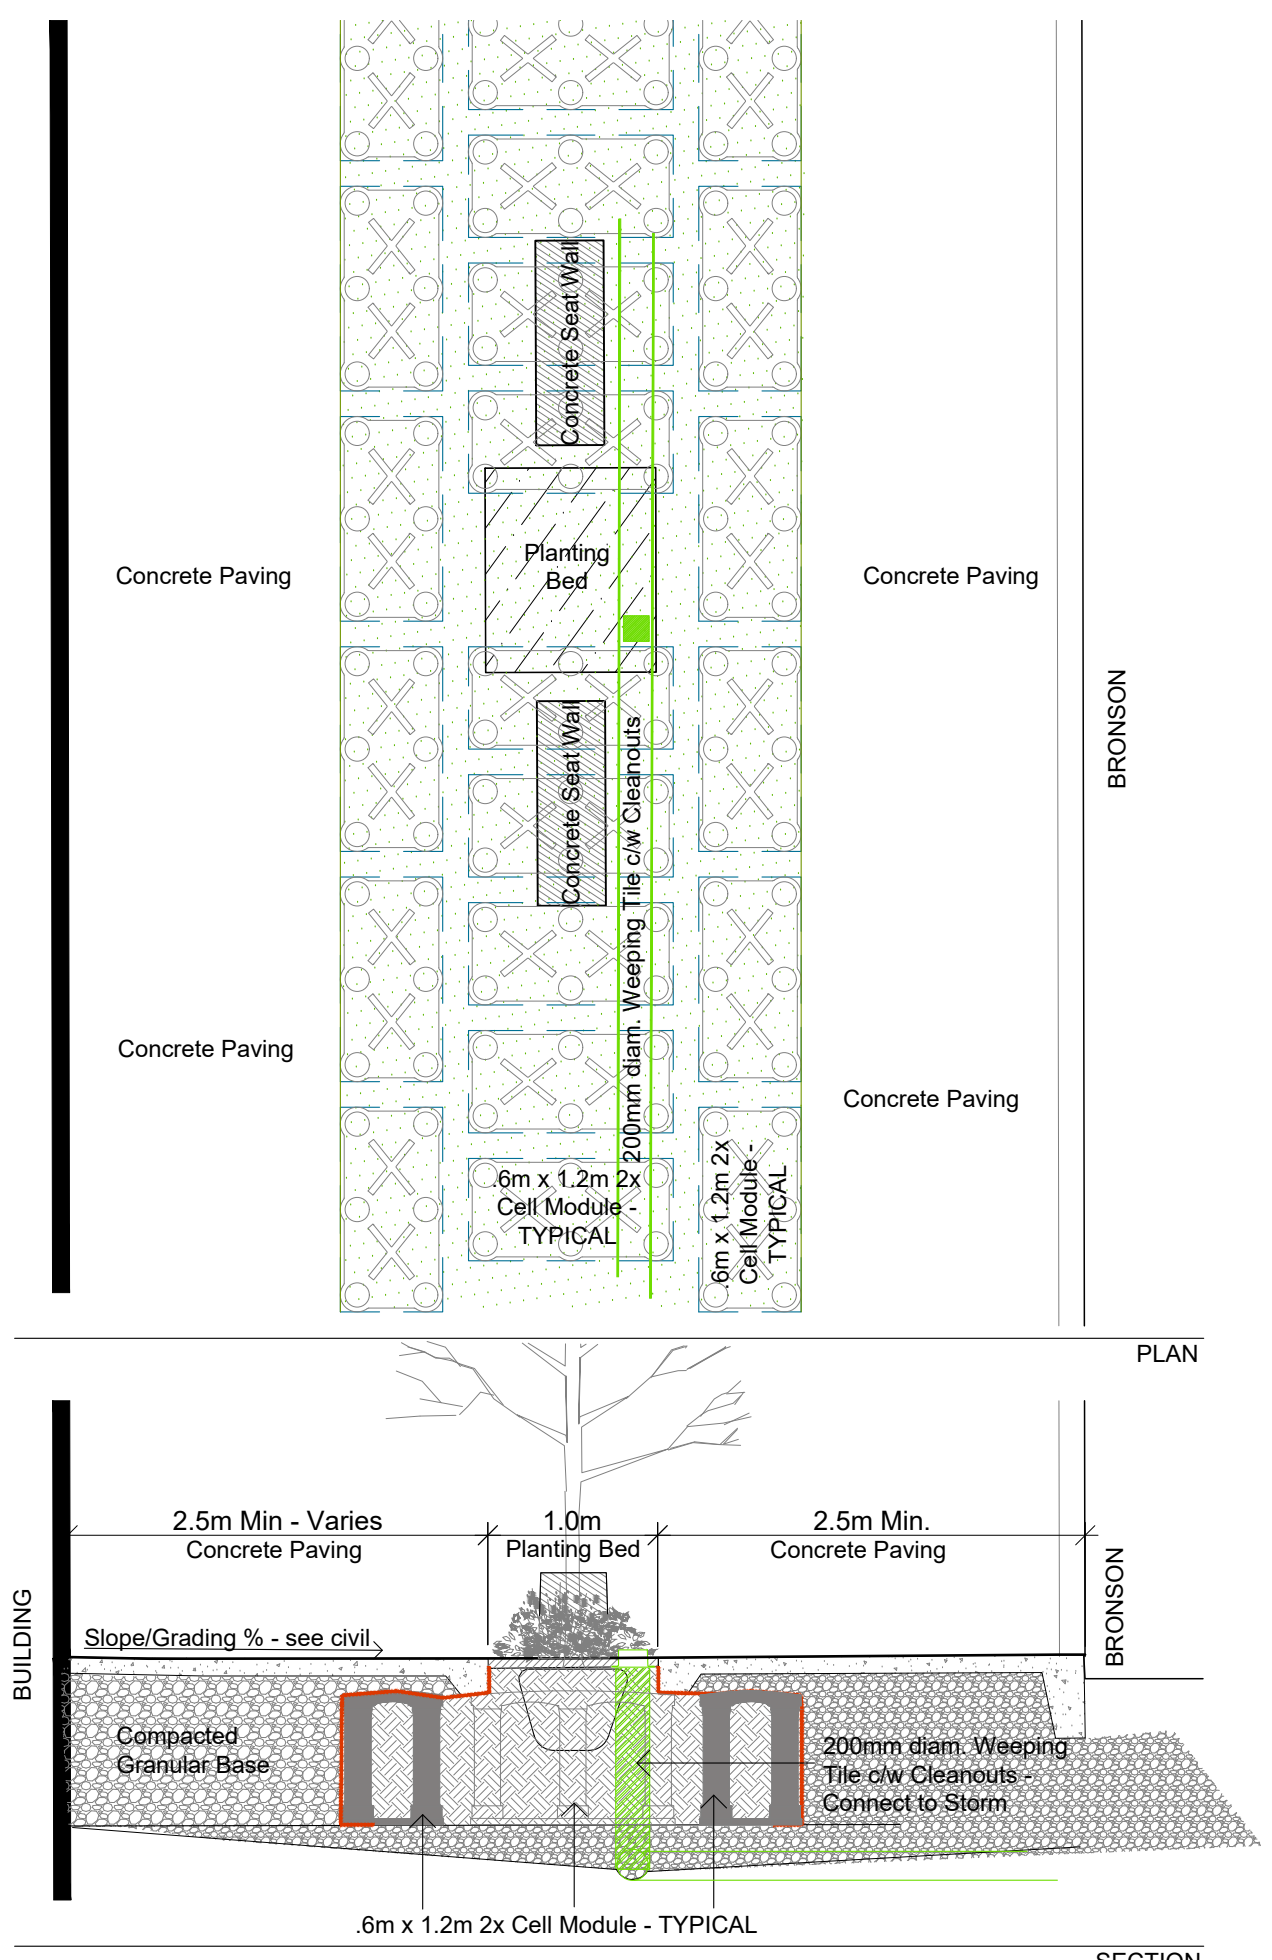 Concrete Seat Wall
Planting
Bed
Concrete Paving
Concrete Paving
BRONSON
Concrete Seat Wall
200mm diam. Weeping Tile c/w Cleanouts
Concrete Paving
Concrete Paving
.6m x 1.2m 2x
Cell Module -
TYPICAL
.6m x 1.2m 2x
Cell Module -
TYPICAL
PLAN
2.5m Min - Varies
Concrete Paving
1.0m
Planting Bed
2.5m Min.
Concrete Paving
BUILDING
BRONSON
Slope/Grading % - see civil
Compacted
Granular Base
200mm diam. Weeping
Tile c/w Cleanouts -
Connect to Storm
.6m x 1.2m 2x Cell Module - TYPICAL
SECTION